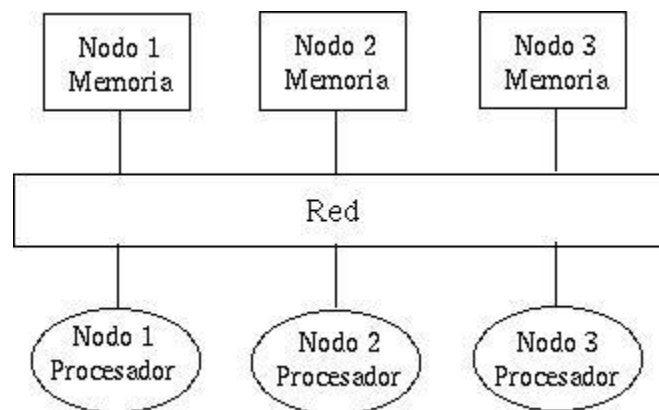 Nodo 1
Memoria
Nodo 2
Memoria
Nodo 3
Memoria
Red
Nodo 1
Procesador
Nodo 2
Procesador
Nodo 3
Procesador